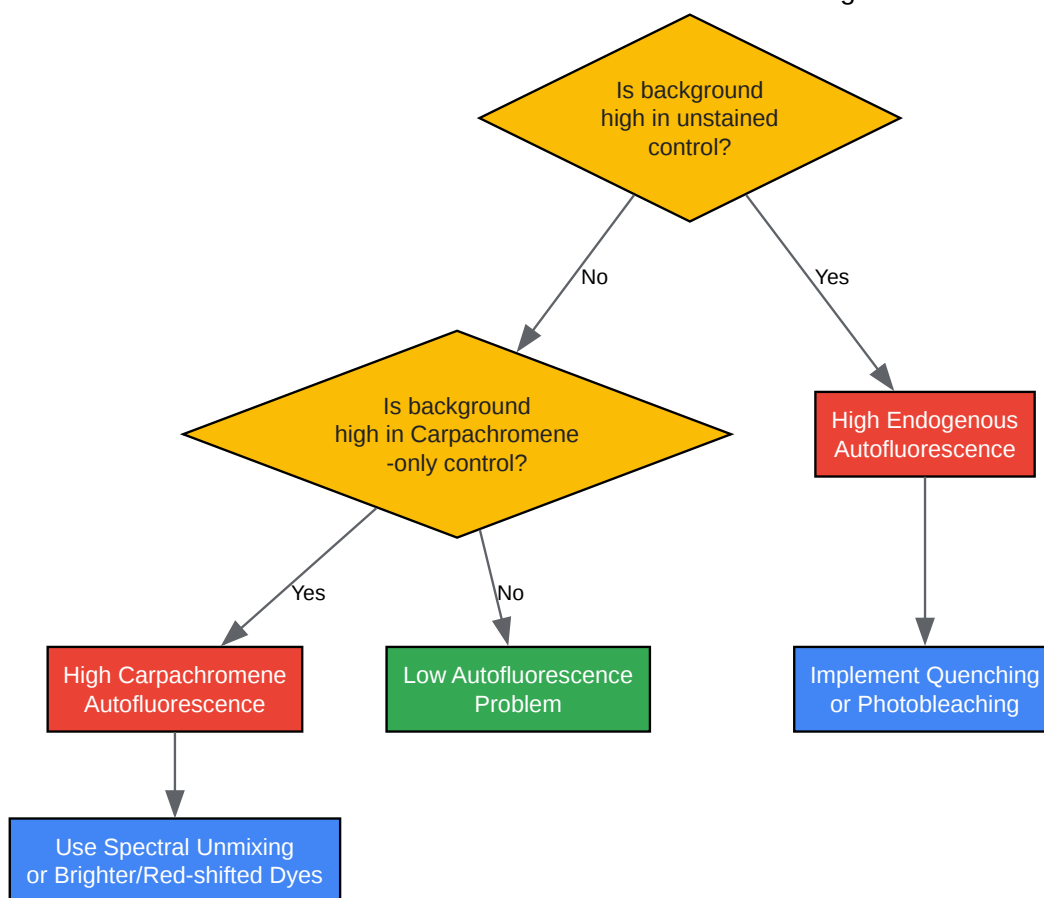 Is background
high in unstained
control?
No
Yes
Is background
high in Carpachromene
-only control?
High Endogenous
Autofluorescence
Yes
No
High Carpachromene
Autofluorescence
Low Autofluorescence
Problem
Implement Quenching
or Photobleaching
Use Spectral Unmixing
or Brighter/Red-shifted Dyes